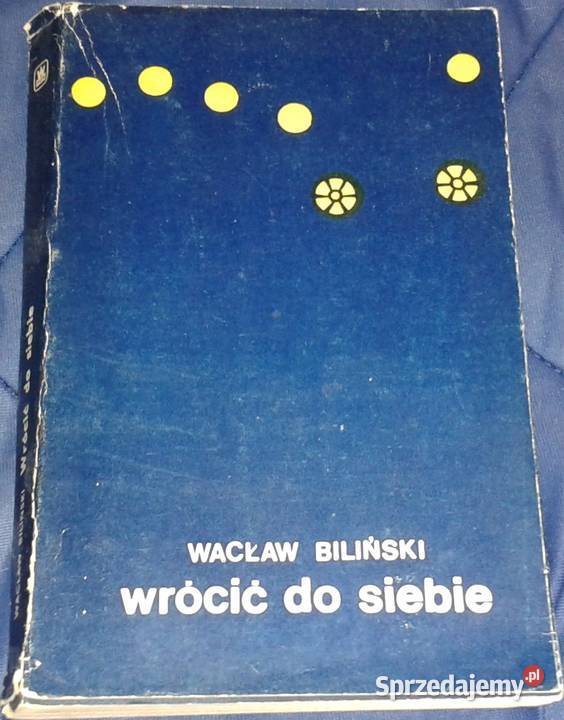 WACŁAW BILIŃSKI
wrócić do siebie
WACŁAW BILIŃSKI Wrócić do siebie
Sprzedajemy.pl